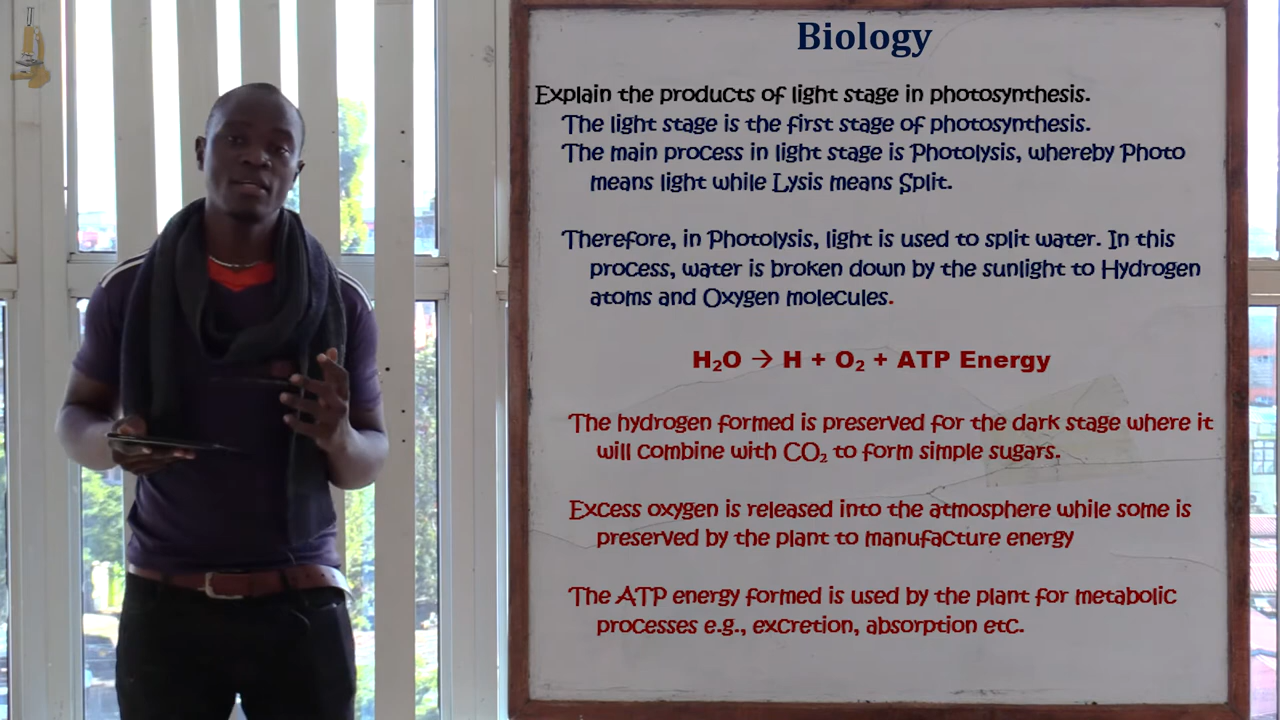 Biology
Explain the products of light stage in photosynthesis.
The light stage is the first stage of photosynthesis.
The main process in light stage is Photolysis, whereby Photo
means light while Lysis means Split.
Therefore, in Photolysis, light is used to split water. In this
process, water is broken down by the sunlight to Hydrogen
atoms and Oxygen molecules.
H₂O → H + O₂ + ATP Energy
The hydrogen formed is preserved for the dark stage where it
will combine with CO₂ to form simple sugars.
Excess oxygen is released into the atmosphere while some is
preserved by the plant to manufacture energy
The ATP energy formed is used by the plant for metabolic
processes e.g., excretion, absorption etc.